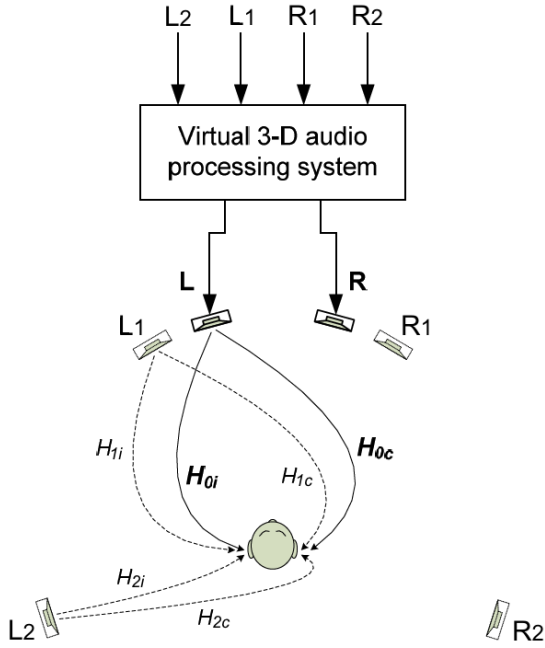 L2 L1 R1 R2
Virtual 3-D audio
processing system
L R
L1 R1
H1i H0i H1c H0c
H2i
H2c
L2 R2